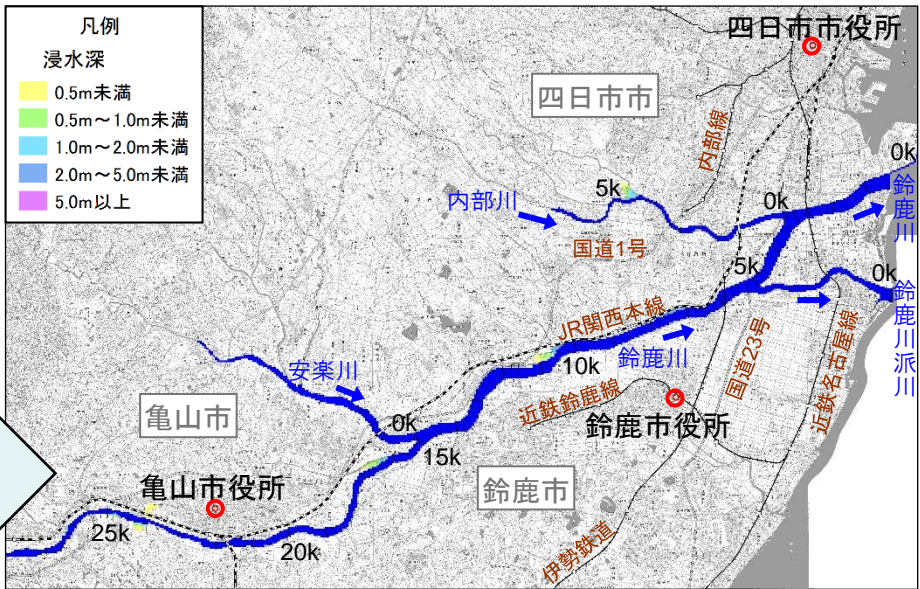 凡例
浸水深
0.5m未満
0.5m～1.0m未満
1.0m～2.0m未満
2.0m～5.0m未満
5.0m以上
四日市市役所
四日市市
内部線
0k
鈴鹿川
5k
内部川
0k
国道1号
5k
0k
鈴鹿川派川
JR関西本線
国道23号
近鉄名古屋線
安楽川
10k
鈴鹿川
近鉄鈴鹿線
亀山市
0k
鈴鹿市役所
15k
亀山市役所
鈴鹿市
25k
20k
伊勢鉄道